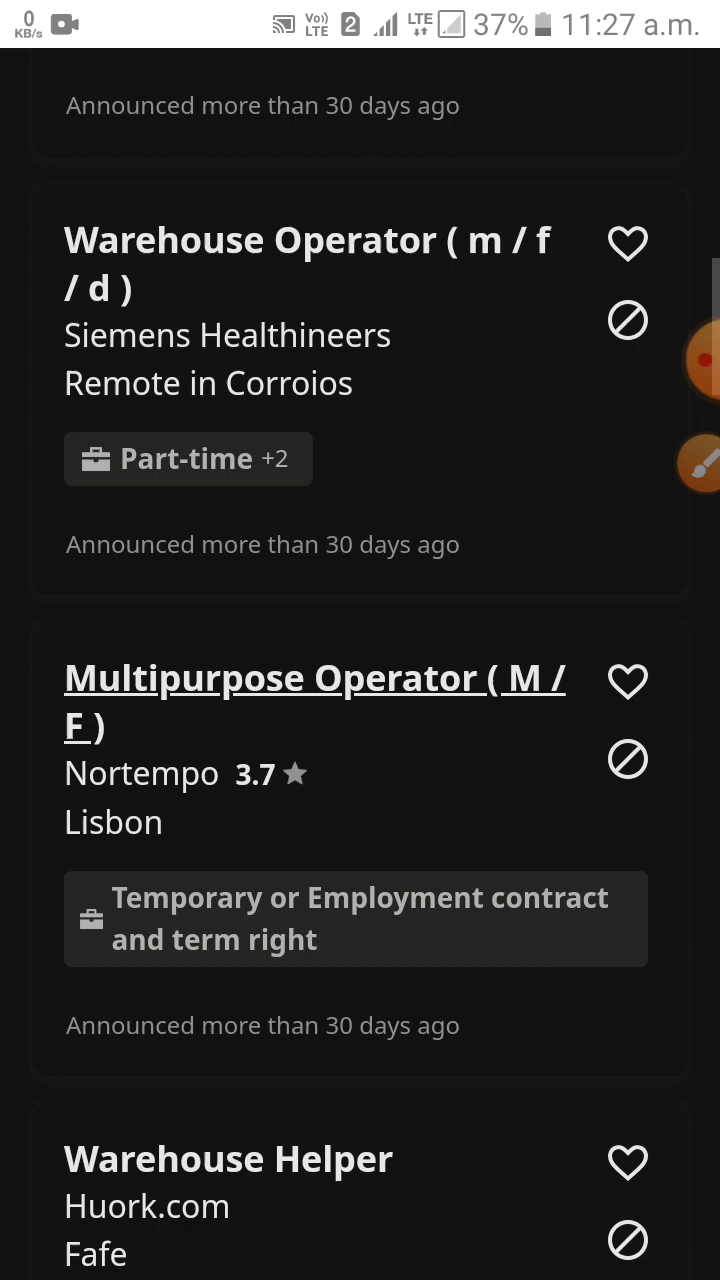 0
KB/s
Vo))
LTE
2
LTE
37%
11:27 a.m.
Announced more than 30 days ago
Warehouse Operator ( m / f
/ d )
Siemens Healthineers
Remote in Corroios
Part-time +2
Announced more than 30 days ago
Multipurpose Operator ( M /
F )
Nortempo 3.7
Lisbon
Temporary or Employment contract
and term right
Announced more than 30 days ago
Warehouse Helper
Huork.com
Fafe